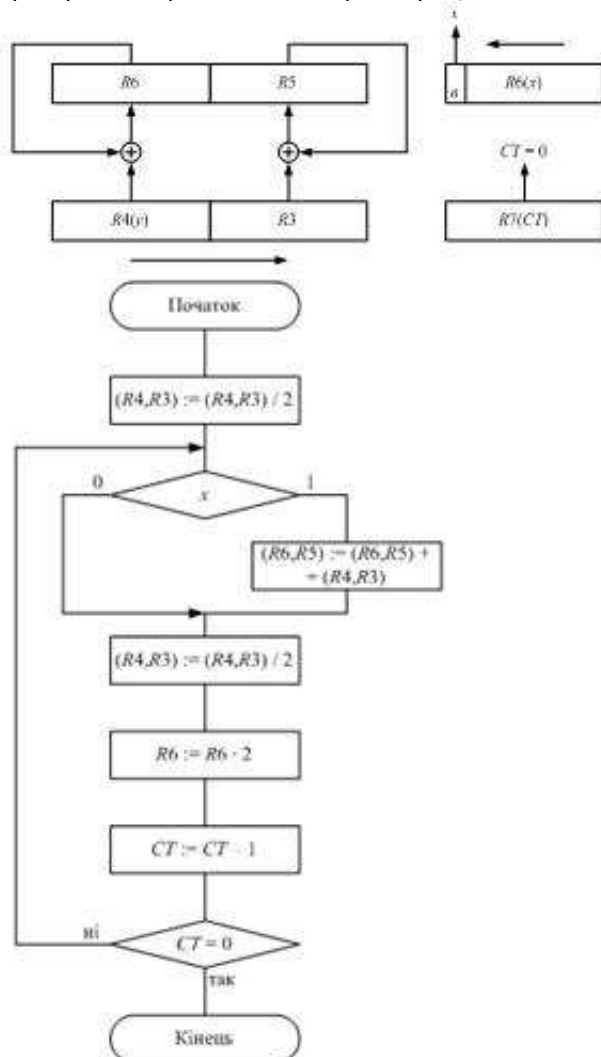 x
R6
R5
a
R6(x)
+
+
CT = 0
R4(y)
R3
R7(CT)
Початок
(R4,R3) := (R4,R3) / 2
0
1
x
(R6,R5) := (R6,R5) +
+ (R4,R3)
(R4,R3) := (R4,R3) / 2
R6 := R6 · 2
CT := CT - 1
ні
CT = 0
так
Кінець